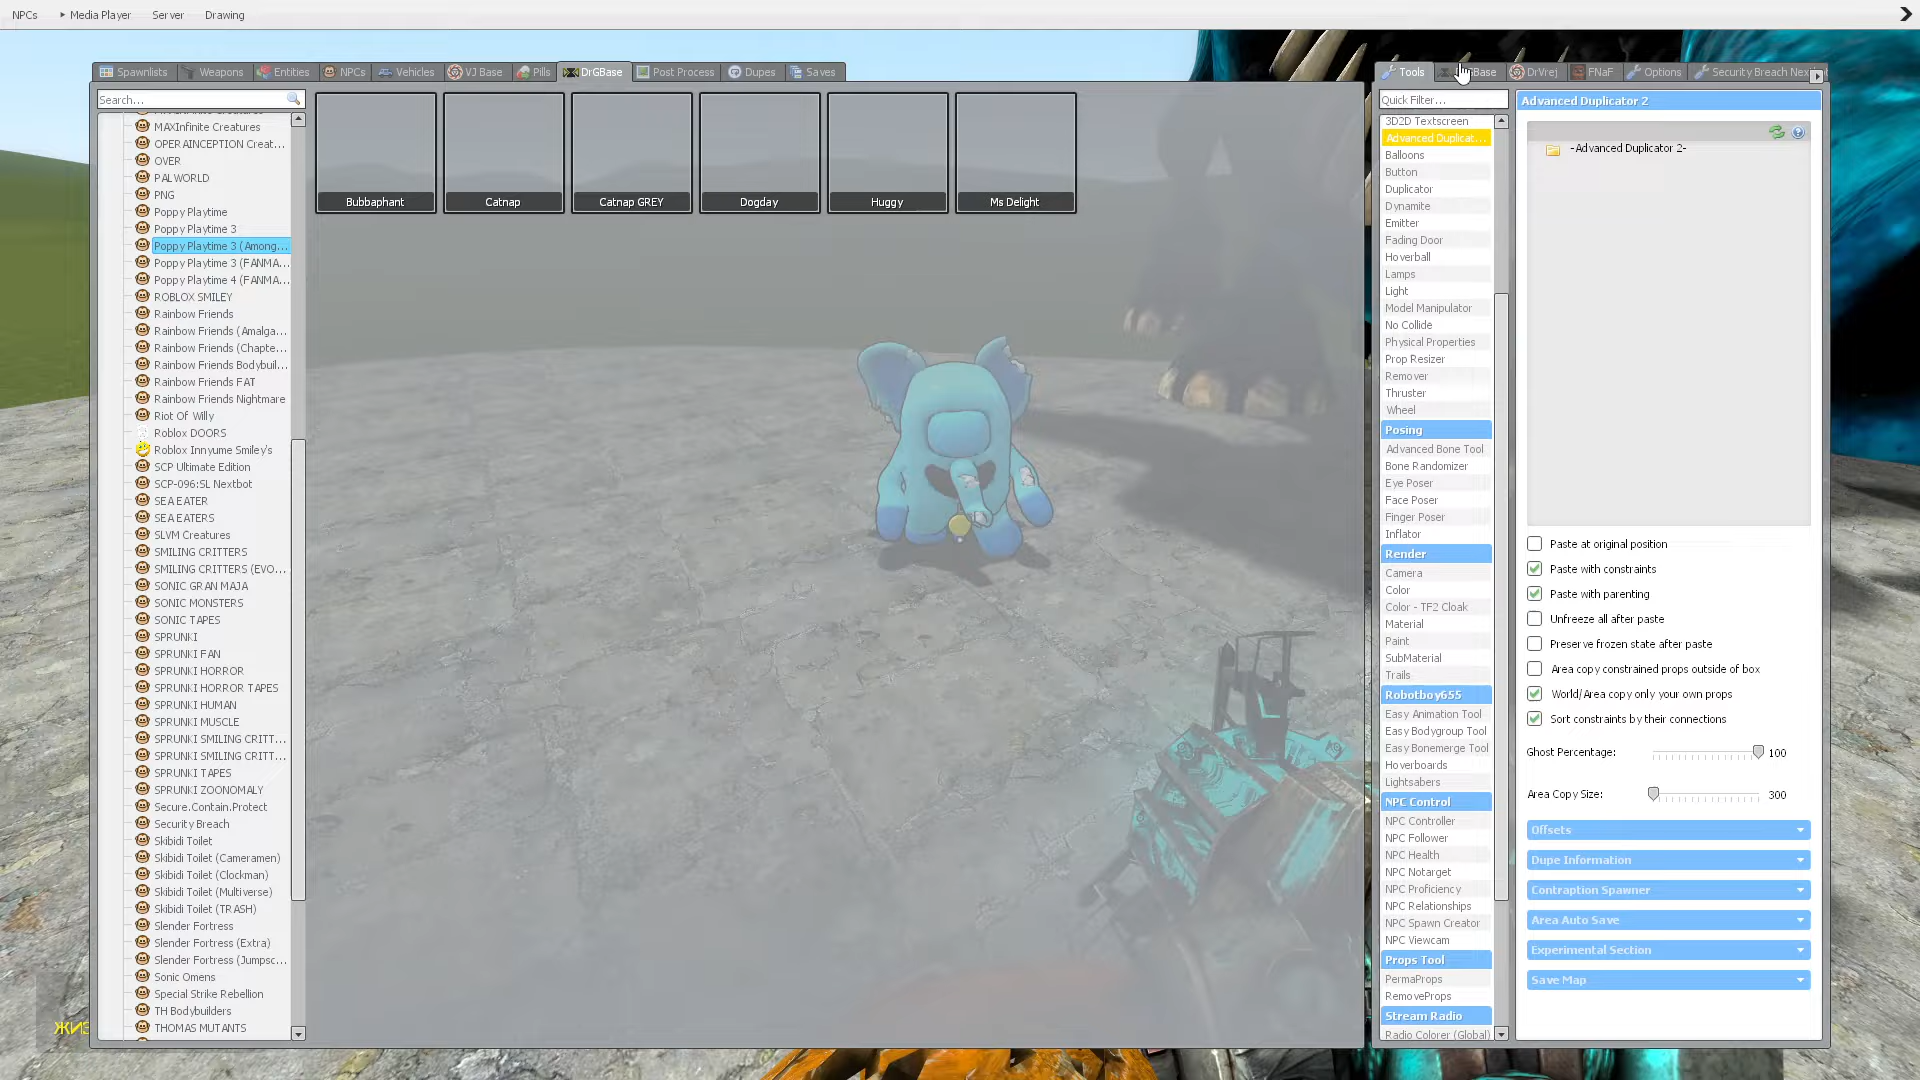 NPCs
Media Player
Server
Drawing
Spawnlists
Weapons
Entities
NPCs
Vehicles
VJ Base
Pills
DrGBase
Post Process
Dupes
Saves
Search...
MAXInfinite Creatures
OPERAINCEPTION Creat...
OVER
PALWORLD
PNG
Poppy Playtime
Poppy Playtime 3
Poppy Playtime 3 (Among...
Poppy Playtime 3 (FANMA...
Poppy Playtime 4 (FANMA...
ROBLOX SMILEY
Rainbow Friends
Rainbow Friends (Amalga...
Rainbow Friends (Chapte...
Rainbow Friends Bodybuil...
Rainbow Friends FAT
Rainbow Friends Nightmare
Riot Of Willy
Roblox DOORS
Roblox Innyume Smiley's
SCP Ultimate Edition
SCP-096:SL Nextbot
SEA EATER
SEA EATERS
SLVM Creatures
SMILING CRITTERS
SMILING CRITTERS (EVO...
SONIC GRAN MAJA
SONIC MONSTERS
SONIC TAPES
SPRUNKI
SPRUNKI FAN
SPRUNKI HORROR
SPRUNKI HORROR TAPES
SPRUNKI HUMAN
SPRUNKI MUSCLE
SPRUNKI SMILING CRITT...
SPRUNKI SMILING CRITT...
SPRUNKI TAPES
SPRUNKI ZOONOMALY
Secure.Contain.Protect
Security Breach
Skibidi Toilet
Skibidi Toilet (Cameramen)
Skibidi Toilet (Clockman)
Skibidi Toilet (Multiverse)
Skibidi Toilet (TRASH)
Slender Fortress
Slender Fortress (Extra)
Slender Fortress (Jumpsc...
Sonic Omens
Special Strike Rebellion
TH Bodybuilders
THOMAS MUTANTS
Bubbaphant
Catnap
Catnap GREY
Dogday
Huggy
Ms Delight
Tools
DrVrej
FNaF
Options
Security Breach Nex
Quick Filter...
3D2D Textscreen
Advanced Duplicat...
Balloons
Button
Duplicator
Dynamite
Emitter
Fading Door
Hoverball
Lamps
Light
Model Manipulator
No Collide
Physical Properties
Prop Resizer
Remover
Thruster
Wheel
Posing
Advanced Bone Tool
Bone Randomizer
Eye Poser
Face Poser
Finger Poser
Inflator
Render
Camera
Color
Color - TF2 Cloak
Material
Paint
SubMaterial
Trails
Robotboy655
Easy Animation Tool
Easy Bodygroup Tool
Easy Bonemerge Tool
Hoverboards
Lightsabers
NPC Control
NPC Controller
NPC Follower
NPC Health
NPC Notarget
NPC Proficiency
NPC Relationships
NPC Spawn Creator
NPC Viewcam
Props Tool
PermaProps
RemoveProps
Stream Radio
Radio Colorer (Global)
Advanced Duplicator 2
-Advanced Duplicator 2-
Paste at original position
Paste with constraints
Paste with parenting
Unfreeze all after paste
Preserve frozen state after paste
Area copy constrained props outside of box
World/Area copy only your own props
Sort constraints by their connections
Ghost Percentage: 100
Area Copy Size: 300
Offsets
Dupe Information
Contraption Spawner
Area Auto Save
Experimental Section
Save Map